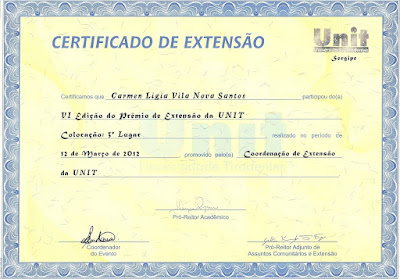 CERTIFICADO DE EXTENSÃO
Unit
Sergipe
Certificamos que Carmen Ligia Vila Nova Santos participou do(a)
VI Edição do Prêmio de Extensão da UNIT
Colocação: 3º Lugar realizado no período de
12 de Março de 2012 promovido pelo(a) Coordenação de Extensão
da UNIT
Pró-Reitor Acadêmico
Coordenador
do Evento
Pró-Reitor Adjunto de
Assuntos Comunitários e Extensão